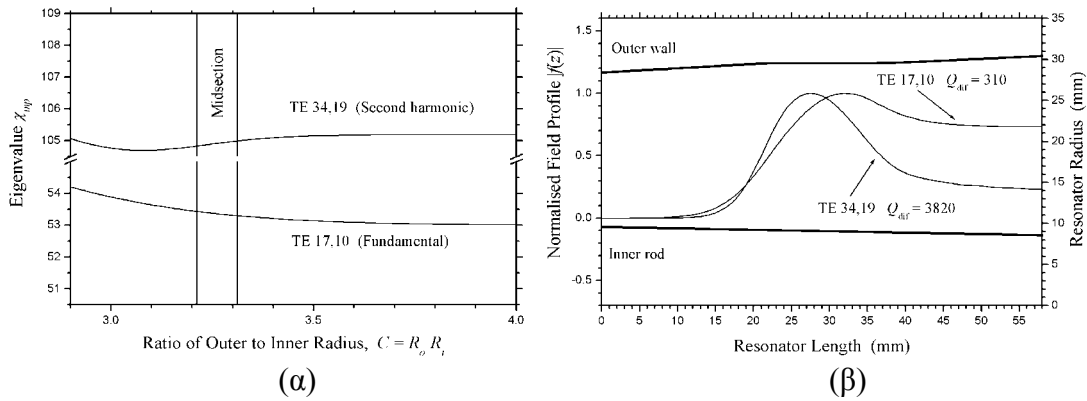 109
108
107
106
105
54
53
52
51
Eigenvalue χmp
Midsection
TE 34,19 (Second harmonic)
TE 17,10 (Fundamental)
3.0
3.5
4.0
Ratio of Outer to Inner Radius, C = Ro Ri
(α)
1.5
1.0
0.5
0.0
-0.5
Normalised Field Profile |f(z)|
Outer wall
TE 17,10 Qdif = 310
TE 34,19 Qdif = 3820
Inner rod
35
30
25
20
15
10
5
0
Resonator Radius (mm)
0
5
10
15
20
25
30
35
40
45
50
55
Resonator Length (mm)
(β)